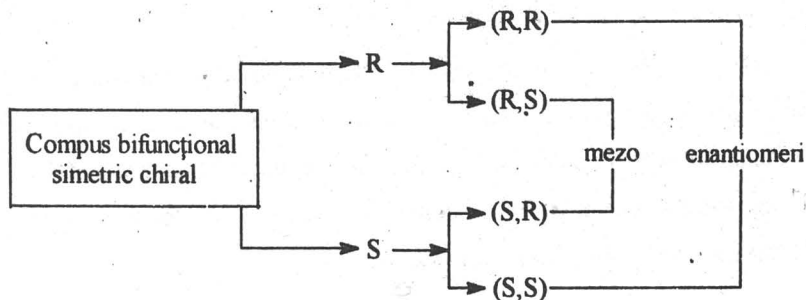 (R,R)
R
(R,S)
Compus bifuncțional
simetric chiral
mezo
enantiomeri
(S,R)
S
(S,S)